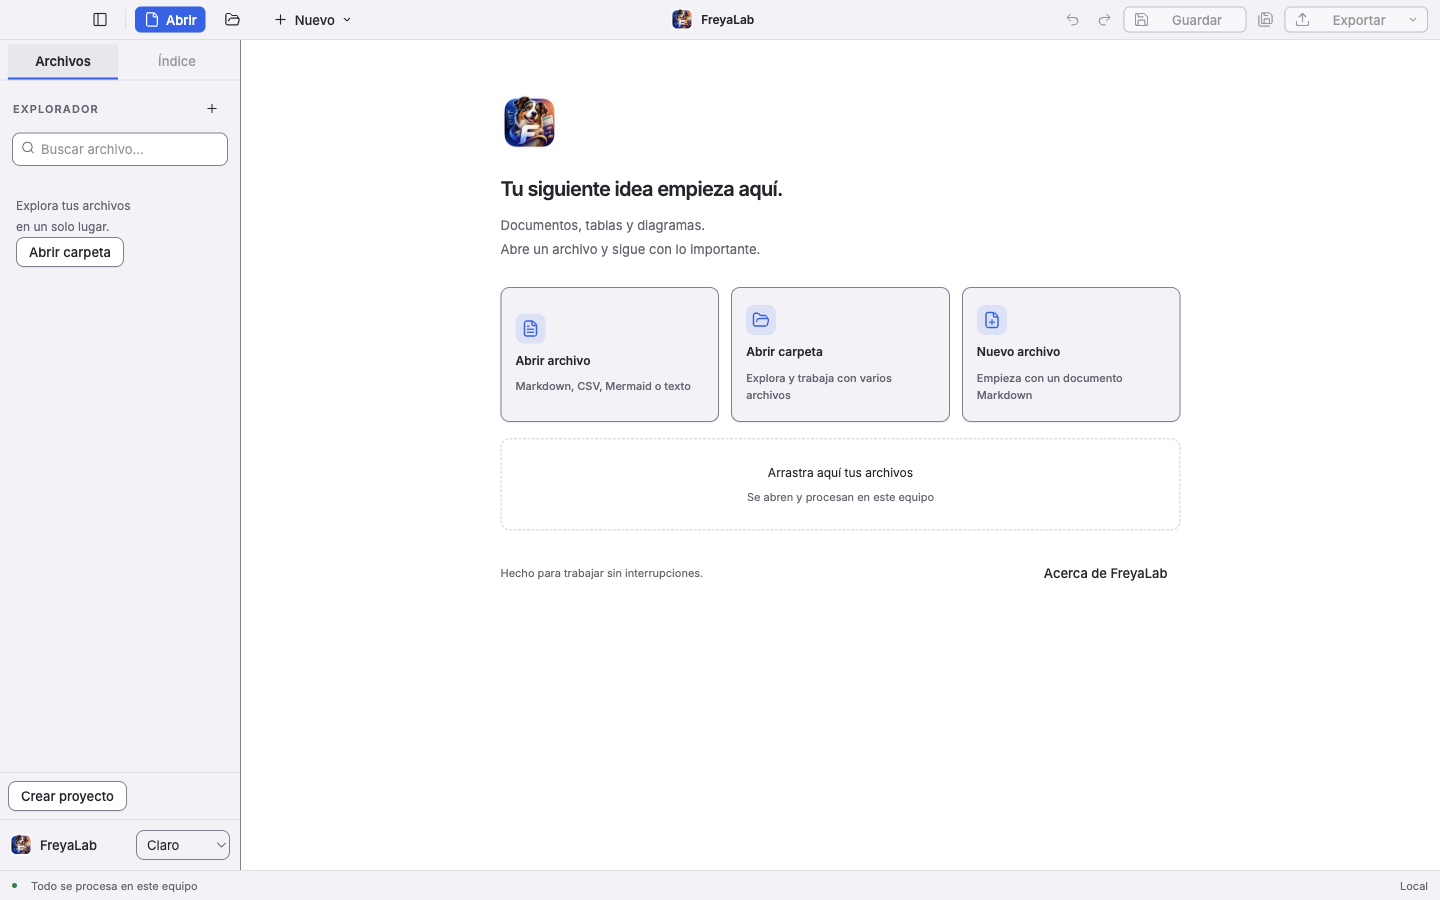 Abrir
Nuevo
FreyaLab
Guardar
Exportar
Archivos
Índice
EXPLORADOR
Buscar archivo...
Explora tus archivos
en un solo lugar.
Abrir carpeta
Tu siguiente idea empieza aquí.
Documentos, tablas y diagramas.
Abre un archivo y sigue con lo importante.
Abrir archivo
Markdown, CSV, Mermaid o texto
Abrir carpeta
Explora y trabaja con varios
archivos
Nuevo archivo
Empieza con un documento
Markdown
Arrastra aquí tus archivos
Se abren y procesan en este equipo
Hecho para trabajar sin interrupciones.
Acerca de FreyaLab
Crear proyecto
FreyaLab
Claro
Todo se procesa en este equipo
Local